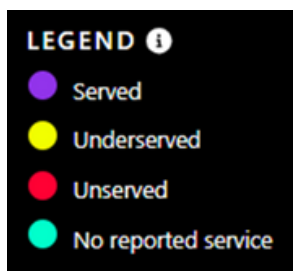 LEGEND i
Served
Underserved
Unserved
No reported service